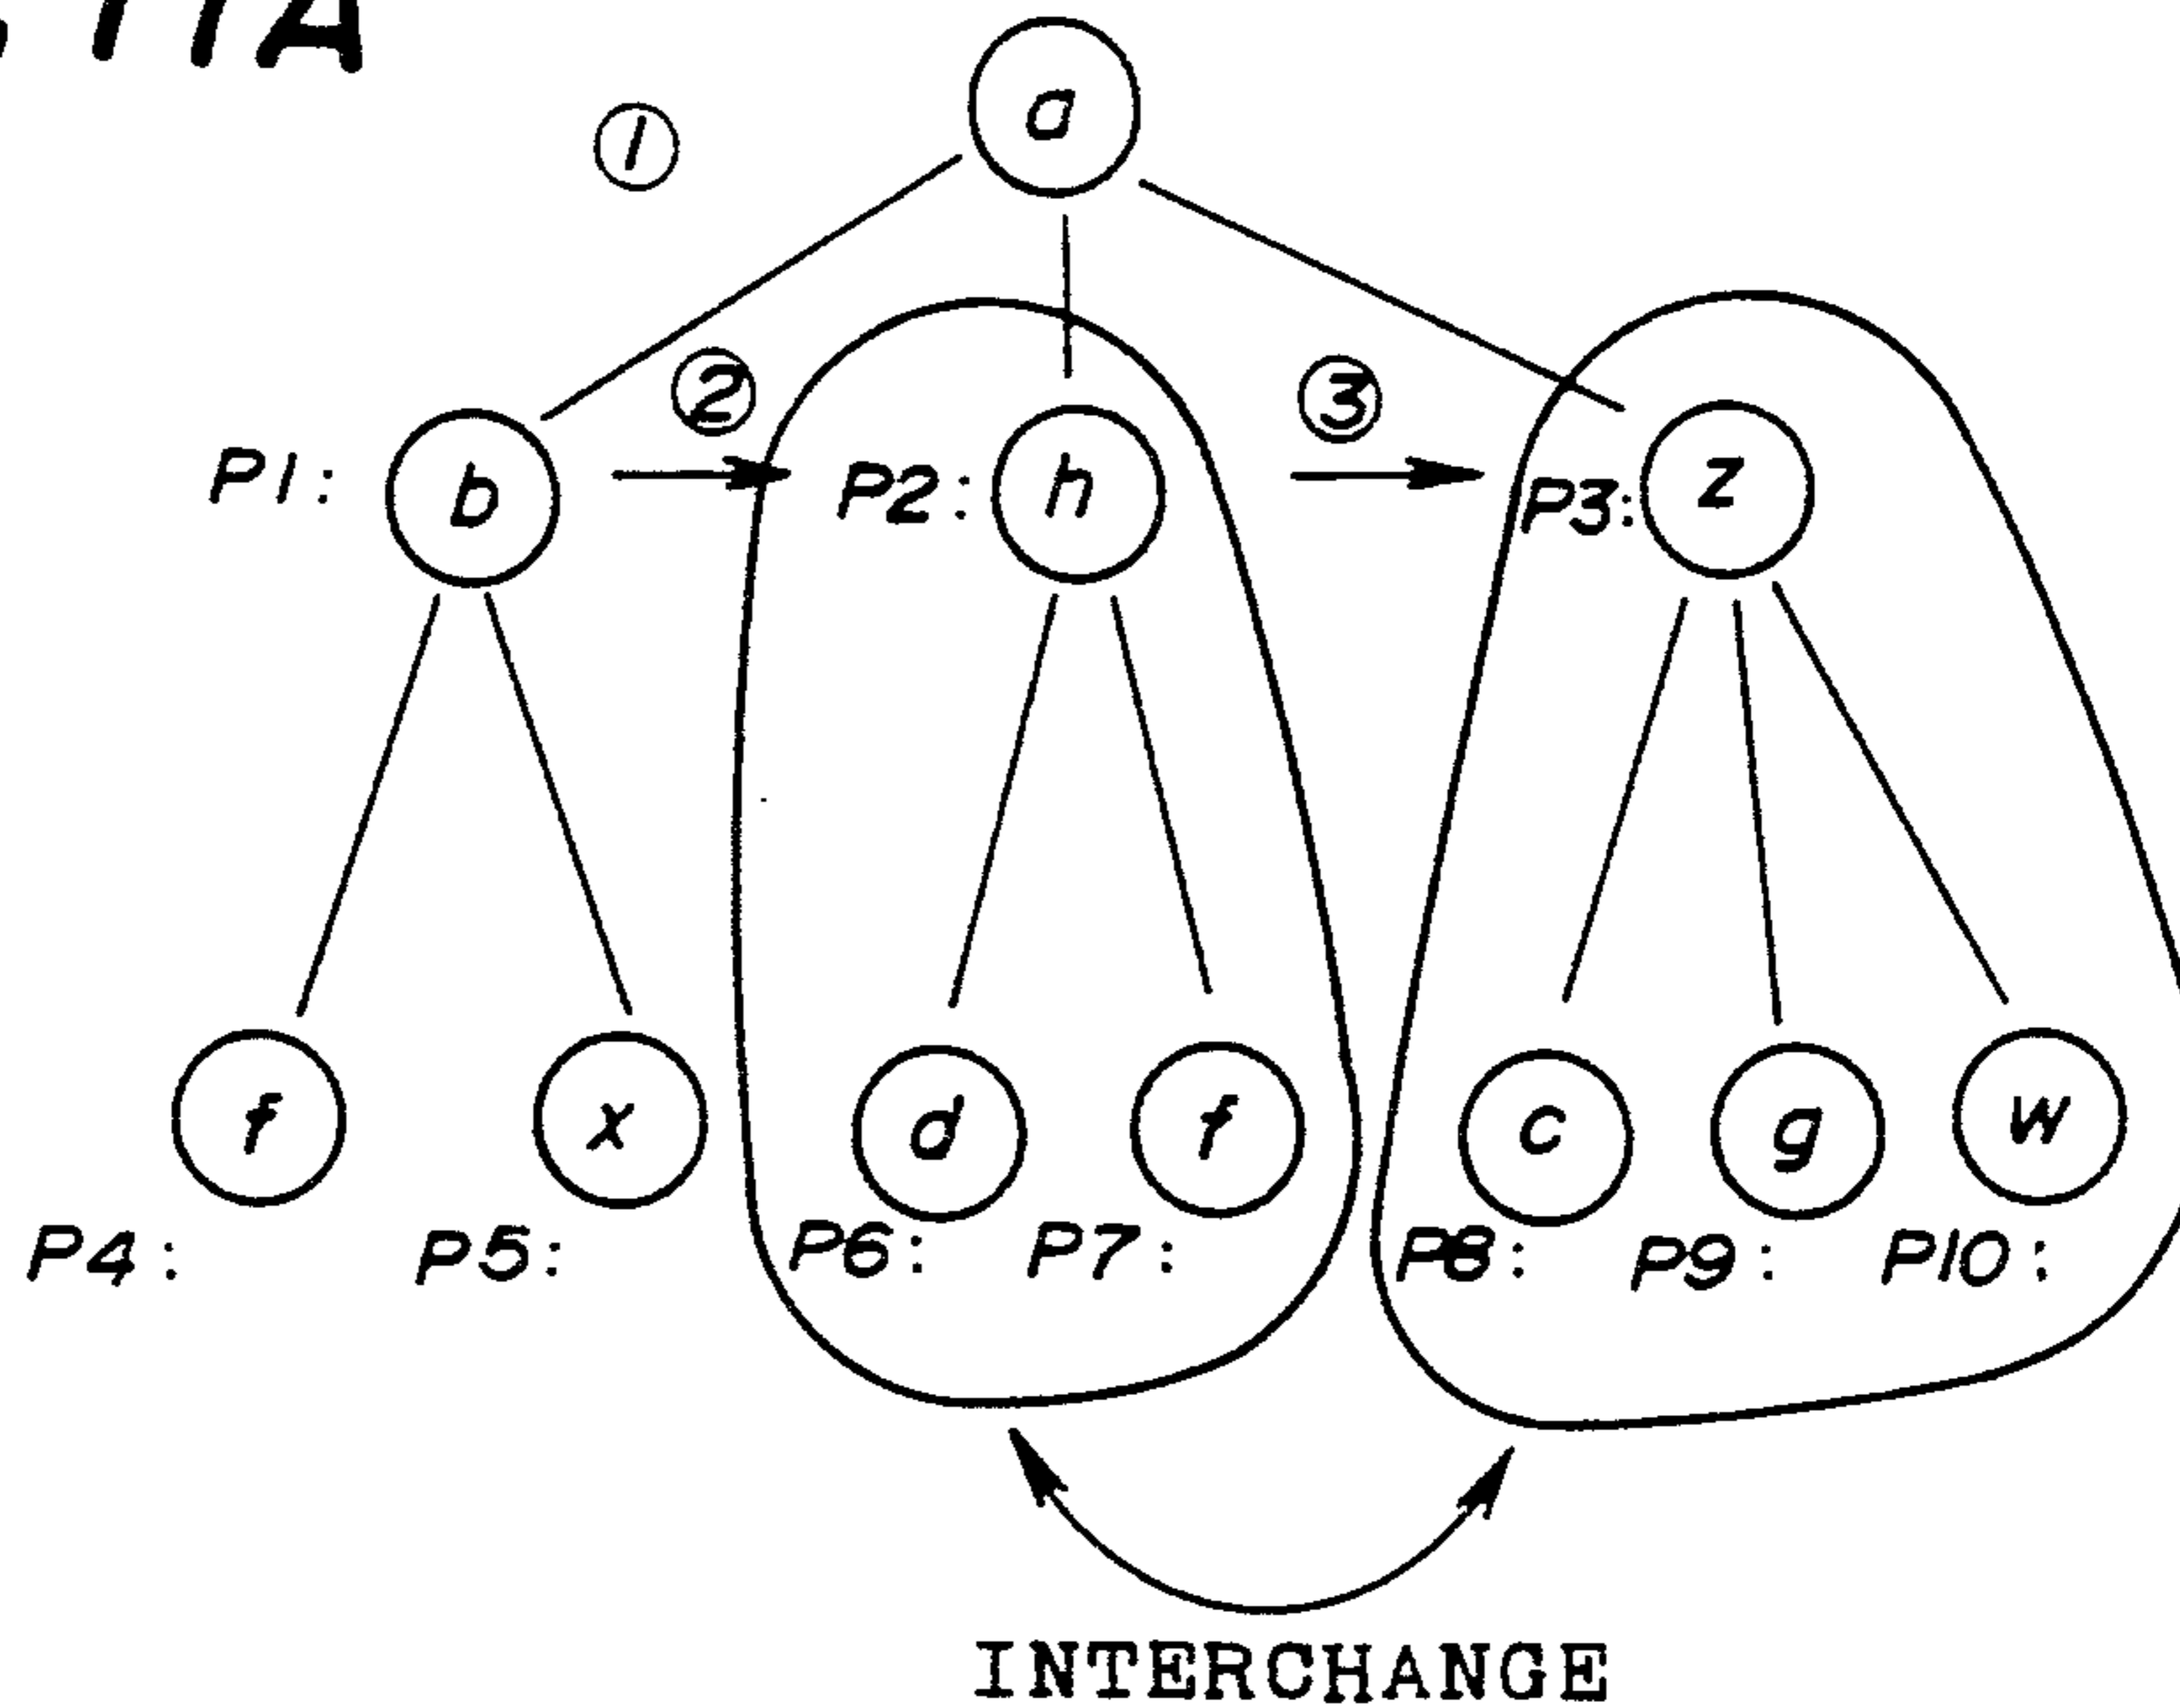 11A
a
1
2
3
P1: b
P2: h
P3: z
f
x
d
f
c
g
w
P4:
P5:
P6:
P7:
P8:
P9:
P10:
INTERCHANGE